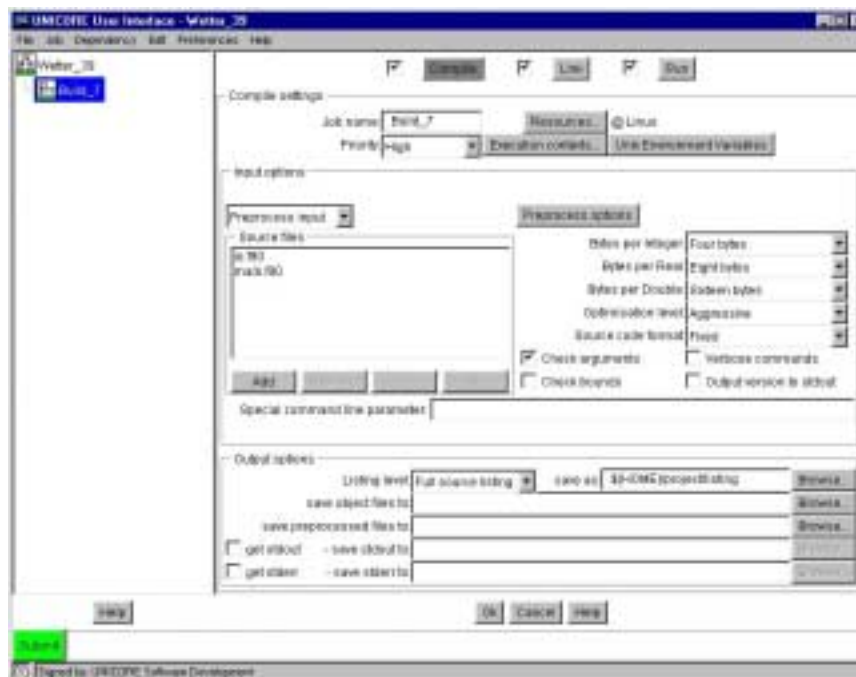 UNICORE User Interface - Wetter_39
File Job Dependency Edit Preferences Help
Wetter_39
Build_7
Compile Link Run
Compile settings
Job name: Build_7 Resources... @ Linux
Priority: High Execution contents... Unix Environment Variables
Input options
Preprocess input Preprocess options
Source files
Bytes per Integer Four bytes
main.f90
Bytes per Real Eight bytes
Bytes per Double Sixteen bytes
Optimisation level Aggressive
Source code format Fixed
Check arguments Verbose commands
Add Check bounds Output version to stdout
Special command line parameter
Output options
Listing level Full source listing save as
save object files to: Browse...
save preprocessed files to: Browse...
get stdout - save stdout to:
get stderr - save stderr to:
Help Ok Cancel Help
Submit
Signed by: UNICORE Software Development